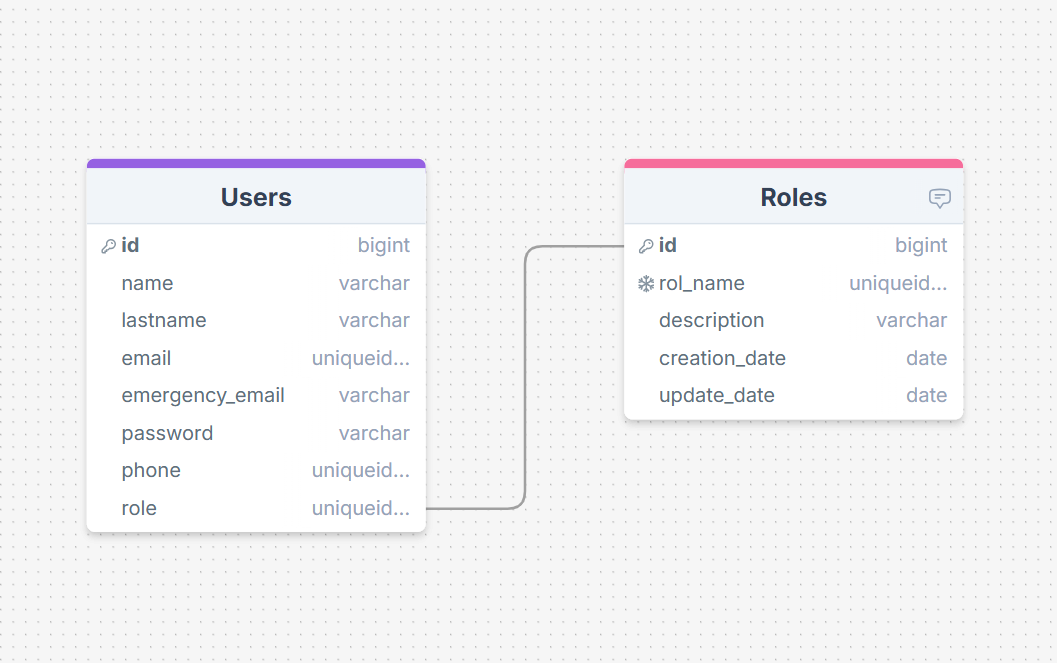 Users
id bigint
name varchar
lastname varchar
email uniqueid...
emergency_email varchar
password varchar
phone uniqueid...
role uniqueid...
Roles
id bigint
rol_name uniqueid...
description varchar
creation_date date
update_date date